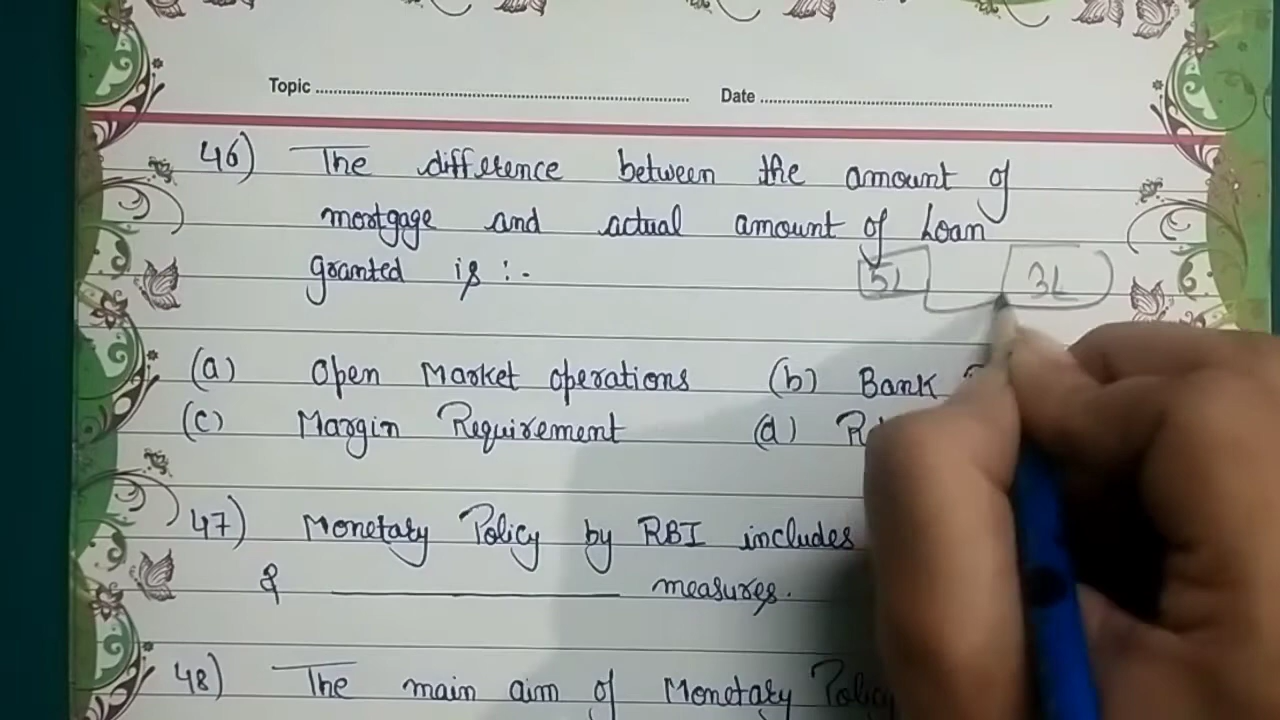 Topic ........ Date ........
46) The difference between the amount of
mortgage and actual amount of Loan
granted is :-
5L 3L
(a) Open Market operations (b) Bank
(c) Margin Requirement (d)
47) Monetary Policy by RBI includes
& ________ measures.
48) The main aim of Monetary Policy